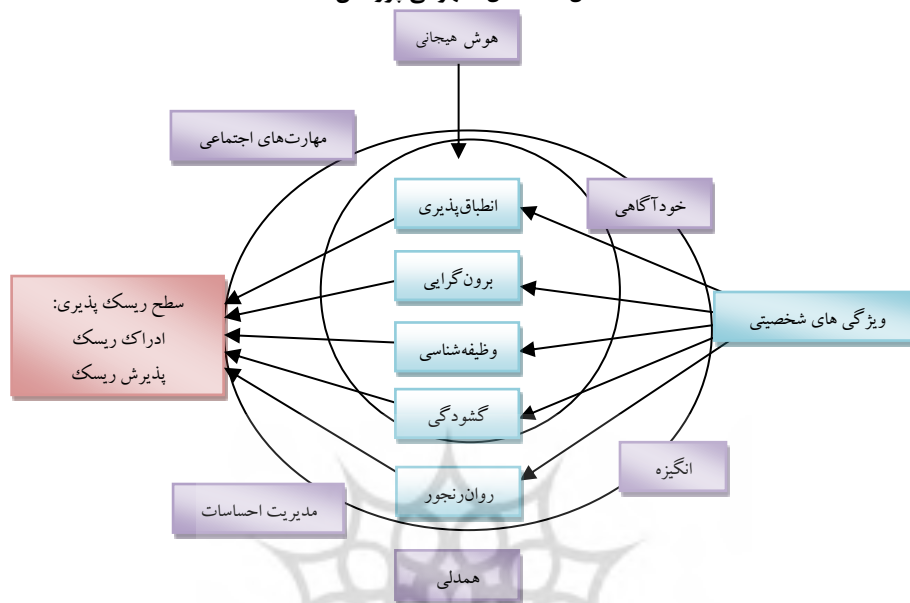 هوش هیجانی
مهارت‌های اجتماعی
خودآگاهی
انطباق‌پذیری
برون‌گرایی
سطح ریسک پذیری:
ادراک ریسک
پذیرش ریسک
ویژگی های شخصیتی
وظیفه‌شناسی
گشودگی
انگیزه
روان‌رنجور
مدیریت احساسات
همدلی